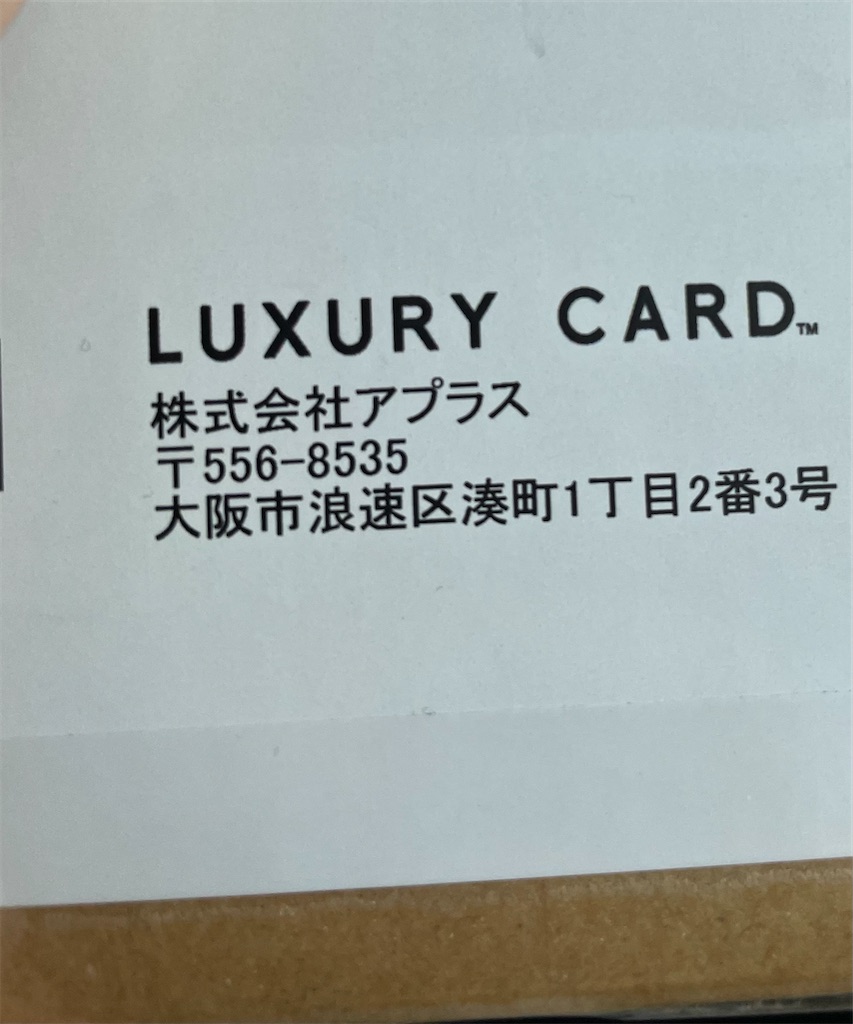 LUXURY CARD™
株式会社アプラス
〒556-8535
大阪市浪速区湊町1丁目2番3号